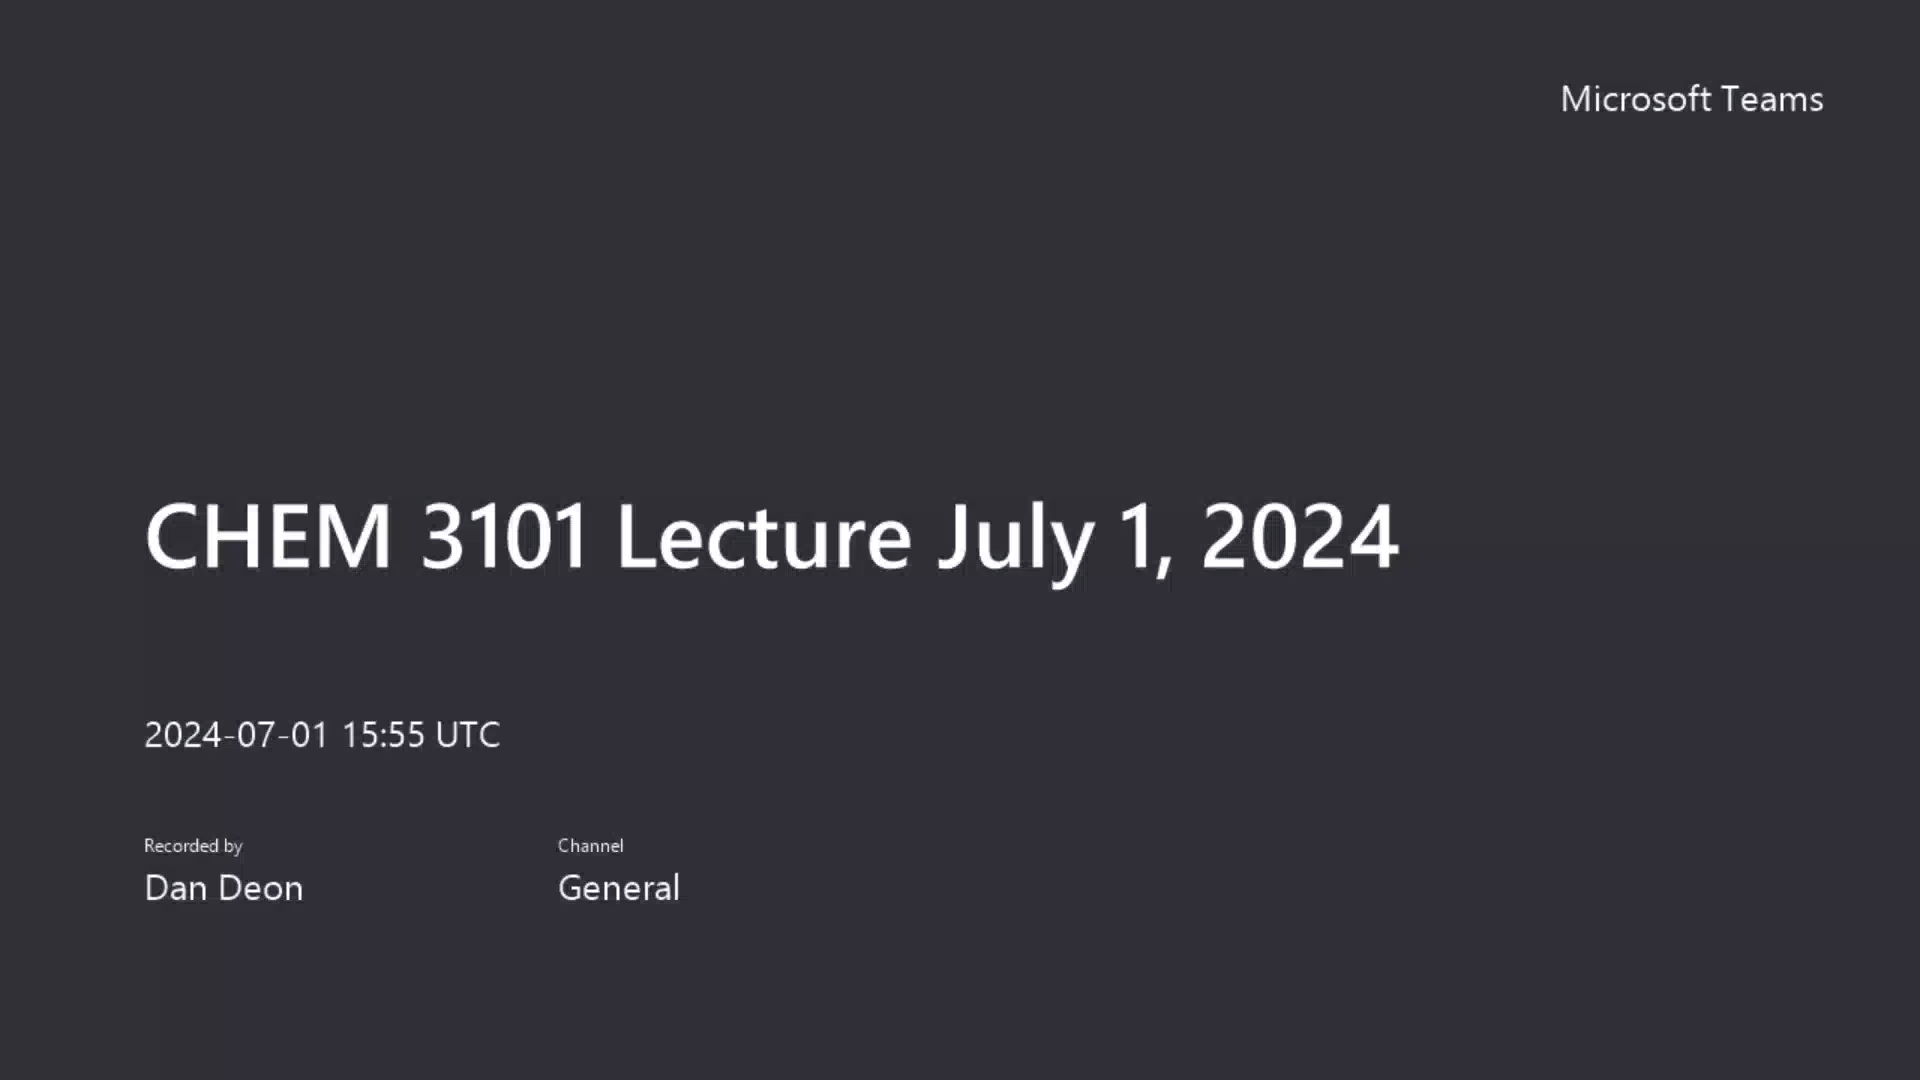 Microsoft Teams
CHEM 3101 Lecture July 1, 2024
2024-07-01 15:55 UTC
Recorded by
Dan Deon
Channel
General